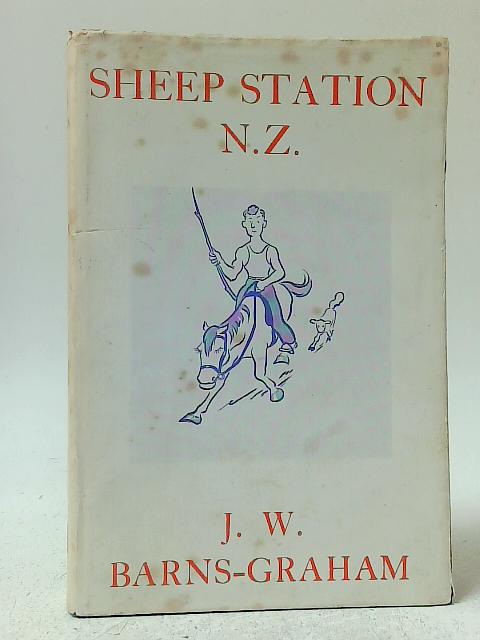 SHEEP STATION
N.Z.
J. W.
BARNS-GRAHAM